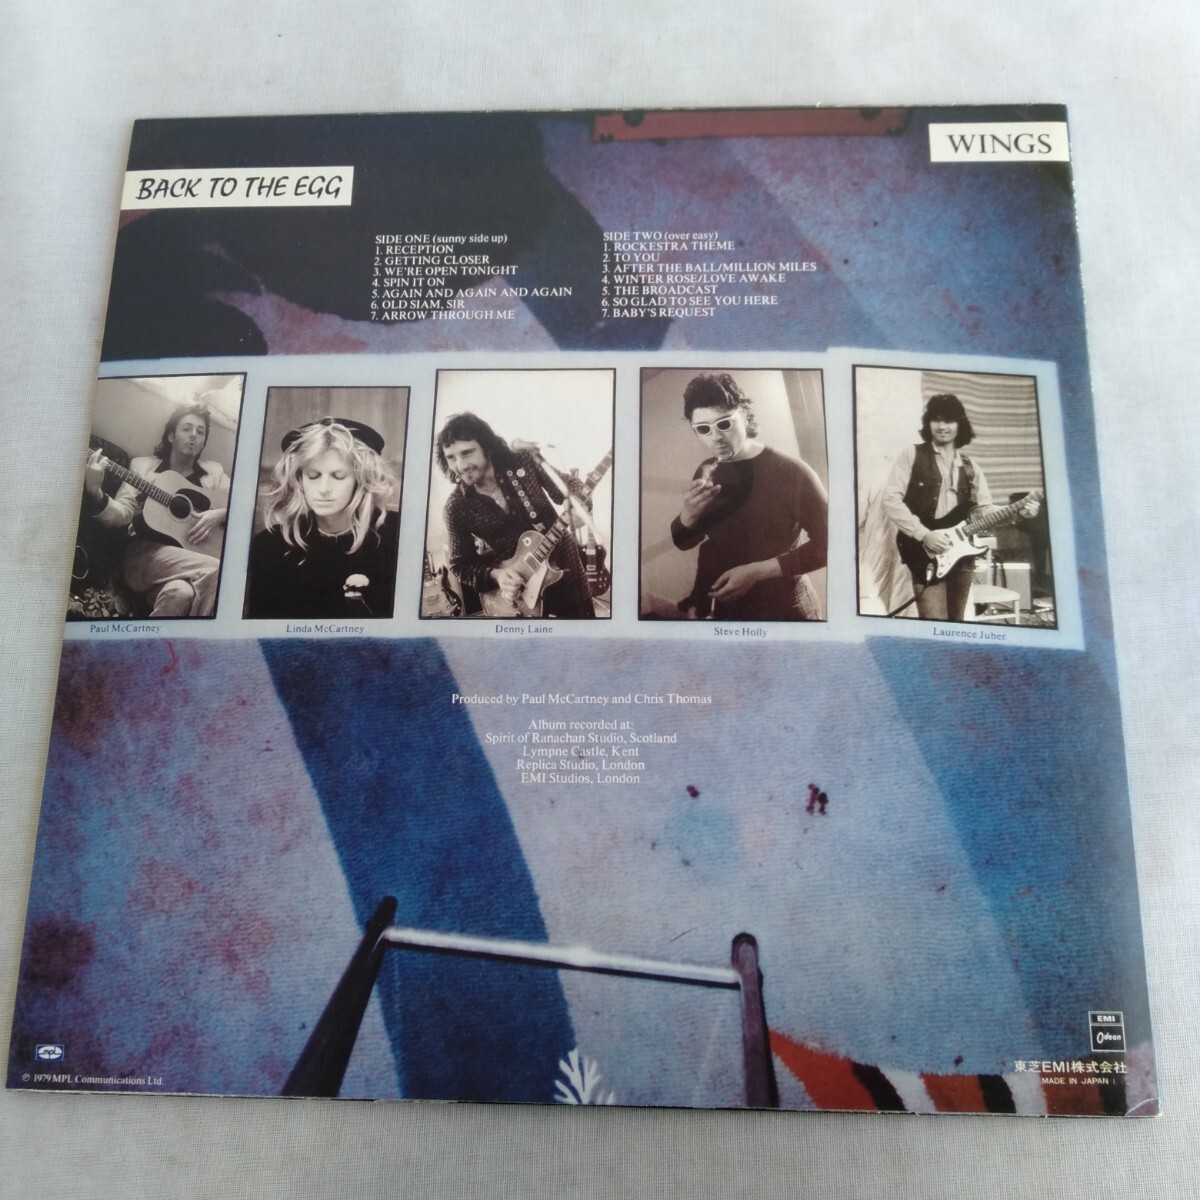 WINGS
BACK TO THE EGG
SIDE ONE (sunny side up)
1. RECEPTION
2. GETTING CLOSER
3. WE'RE OPEN TONIGHT
4. SPIN IT ON
5. AGAIN AND AGAIN AND AGAIN
6. OLD SIAM, SIR
7. ARROW THROUGH ME
SIDE TWO (over easy)
1. ROCKESTRA THEME
2. TO YOU
3. AFTER THE BALL/MILLION MILES
4. WINTER ROSE/LOVE AWAKE
5. THE BROADCAST
6. SO GLAD TO SEE YOU HERE
7. BABY'S REQUEST
Paul McCartney
Linda McCartney
Denny Laine
Steve Holly
Laurence Juber
Produced by Paul McCartney and Chris Thomas
Album recorded at:
Spirit of Ranachan Studio, Scotland
Lympne Castle, Kent
Replica Studio, London
EMI Studios, London
MPL
℗ 1979 MPL Communications Ltd.
EMI
Odeon
東芝EMI株式会社
MADE IN JAPAN